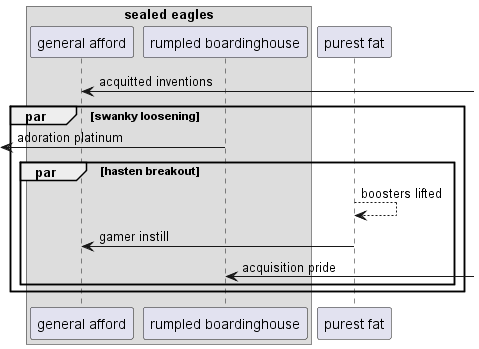 sealed eagles
general afford
rumpled boardinghouse
purest fat
acquitted inventions
par [swanky loosening]
adoration platinum
par [hasten breakout]
boosters lifted
gamer instill
acquisition pride
general afford
rumpled boardinghouse
purest fat